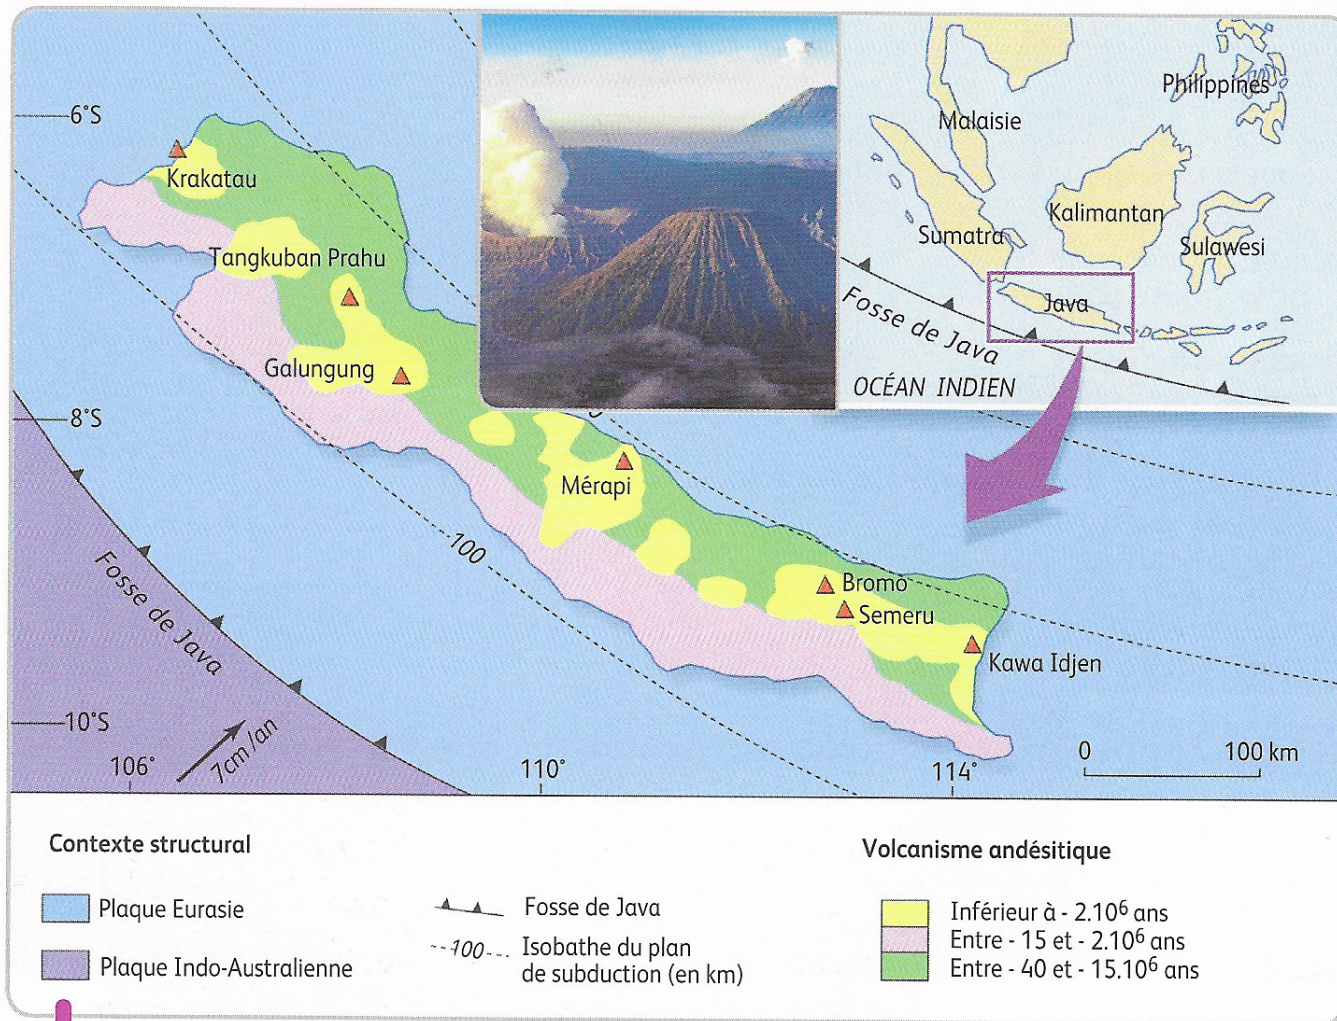 6°S
8°S
10°S
106°
110°
114°
Krakatau
Tangkuban Prahu
Galungung
Mérapi
Bromo
Semeru
Kawa Idjen
100
Fosse de Java
7cm/an
0 100 km
Philippines
Malaisie
Kalimantan
Sumatra
Sulawesi
Java
Fosse de Java
OCÉAN INDIEN
Contexte structural
Plaque Eurasie
Plaque Indo-Australienne
Fosse de Java
100
Isobathe du plan
de subduction (en km)
Volcanisme andésitique
Inférieur à - 2.10⁶ ans
Entre - 15 et - 2.10⁶ ans
Entre - 40 et - 15.10⁶ ans